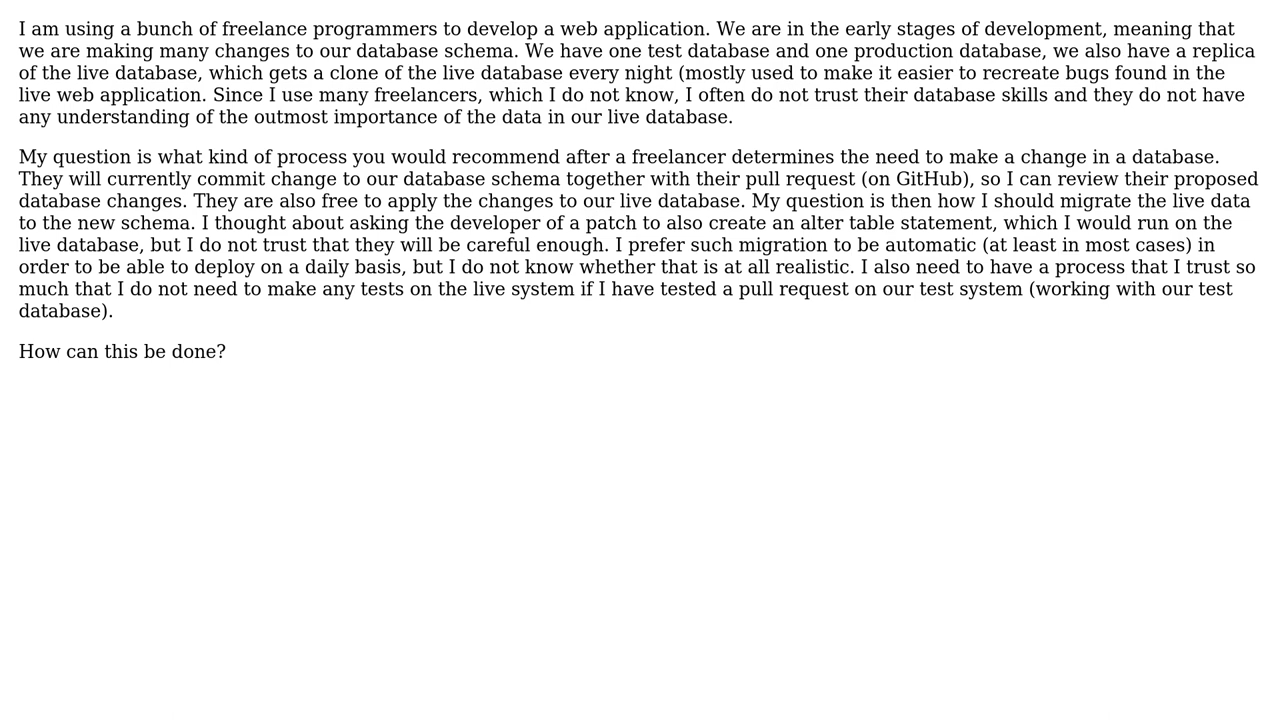 I am using a bunch of freelance programmers to develop a web application. We are in the early stages of development, meaning that
we are making many changes to our database schema. We have one test database and one production database, we also have a replica
of the live database, which gets a clone of the live database every night (mostly used to make it easier to recreate bugs found in the
live web application. Since I use many freelancers, which I do not know, I often do not trust their database skills and they do not have
any understanding of the outmost importance of the data in our live database.
My question is what kind of process you would recommend after a freelancer determines the need to make a change in a database.
They will currently commit change to our database schema together with their pull request (on GitHub), so I can review their proposed
database changes. They are also free to apply the changes to our live database. My question is then how I should migrate the live data
to the new schema. I thought about asking the developer of a patch to also create an alter table statement, which I would run on the
live database, but I do not trust that they will be careful enough. I prefer such migration to be automatic (at least in most cases) in
order to be able to deploy on a daily basis, but I do not know whether that is at all realistic. I also need to have a process that I trust so
much that I do not need to make any tests on the live system if I have tested a pull request on our test system (working with our test
database).
How can this be done?